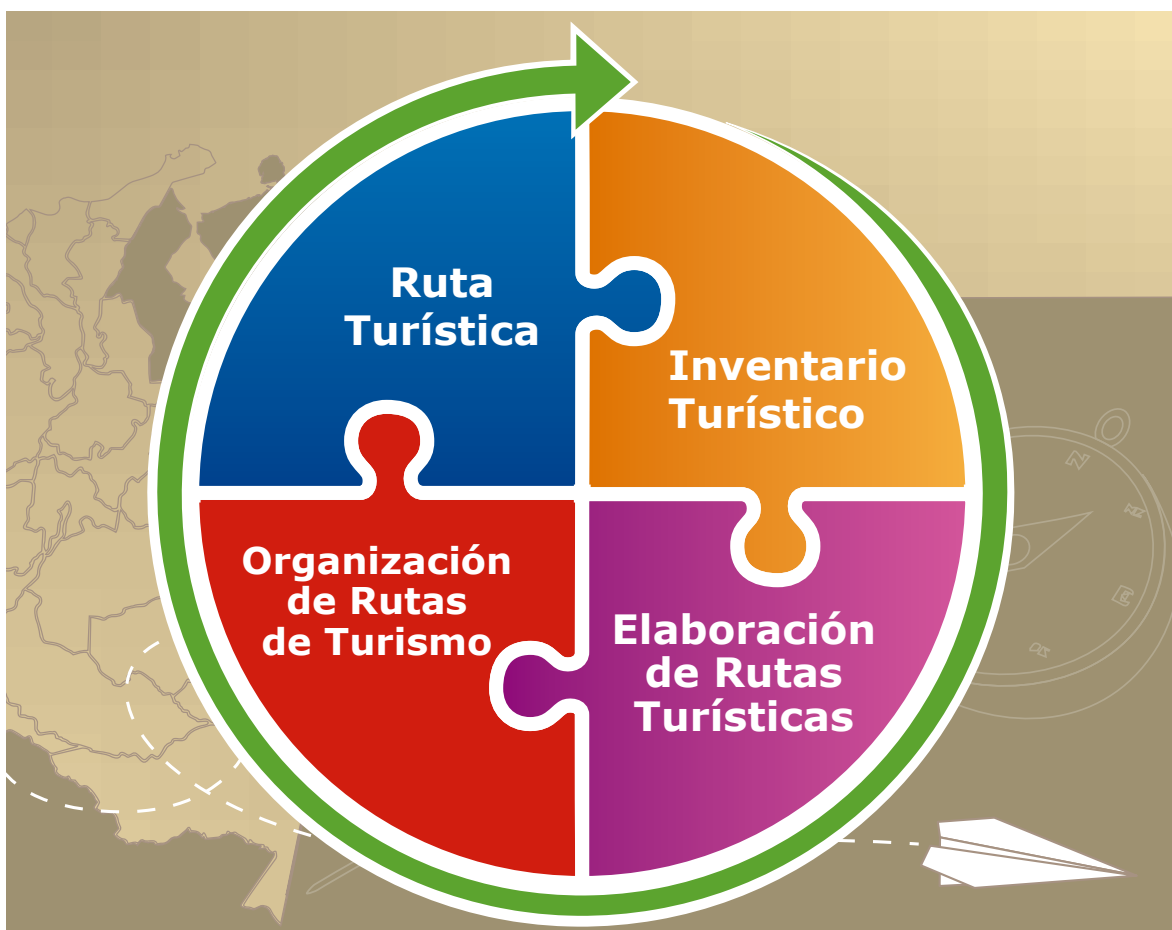 Ruta
Turística
Inventario
Turístico
Organización
de Rutas
de Turismo
Elaboración
de Rutas
Turísticas
N
E